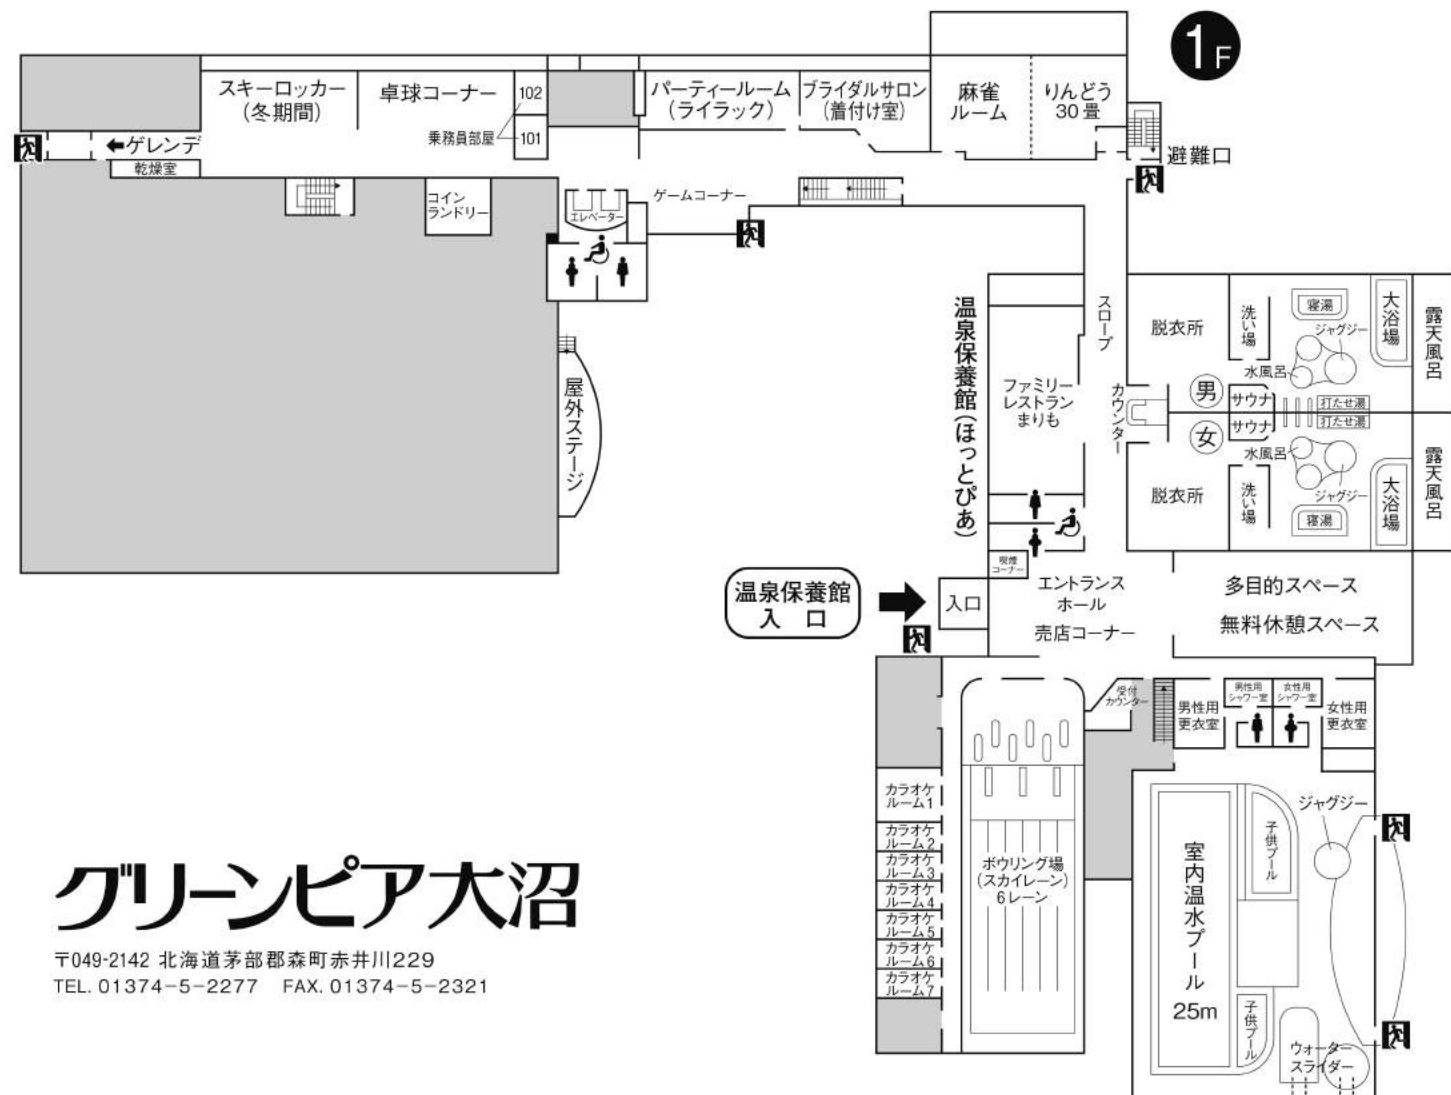 1F
スキーロッカー
(冬期間)
卓球コーナー
102
101
乗務員部屋
パーティールーム
(ライラック)
ブライダルサロン
(着付け室)
麻雀
ルーム
りんどう
30畳
避難口
ゲレンデ
乾燥室
コイン
ランドリー
エレベーター
ゲームコーナー
屋外ステージ
温泉保養館(ほっとぴあ)
スロープ
ファミリー
レストラン
まりも
カウンター
脱衣所
洗い場
寝湯
ジャグジー
大浴場
露天風呂
水風呂
男
サウナ
打たせ湯
女
サウナ
打たせ湯
水風呂
脱衣所
洗い場
ジャグジー
寝湯
大浴場
露天風呂
喫煙
コーナー
温泉保養館
入口
入口
エントランス
ホール
売店コーナー
多目的スペース
無料休憩スペース
受付
カウンター
男性用
更衣室
男性用
シャワー室
女性用
シャワー室
女性用
更衣室
カラオケ
ルーム1
カラオケ
ルーム2
カラオケ
ルーム3
カラオケ
ルーム4
カラオケ
ルーム5
カラオケ
ルーム6
カラオケ
ルーム7
ボウリング場
(スカイレーン)
6レーン
室内温水プール
25m
子供プール
ジャグジー
子供プール
ウォーター
スライダー
グリーンピア大沼
〒049-2142 北海道茅部郡森町赤井川229
TEL. 01374-5-2277 FAX. 01374-5-2321